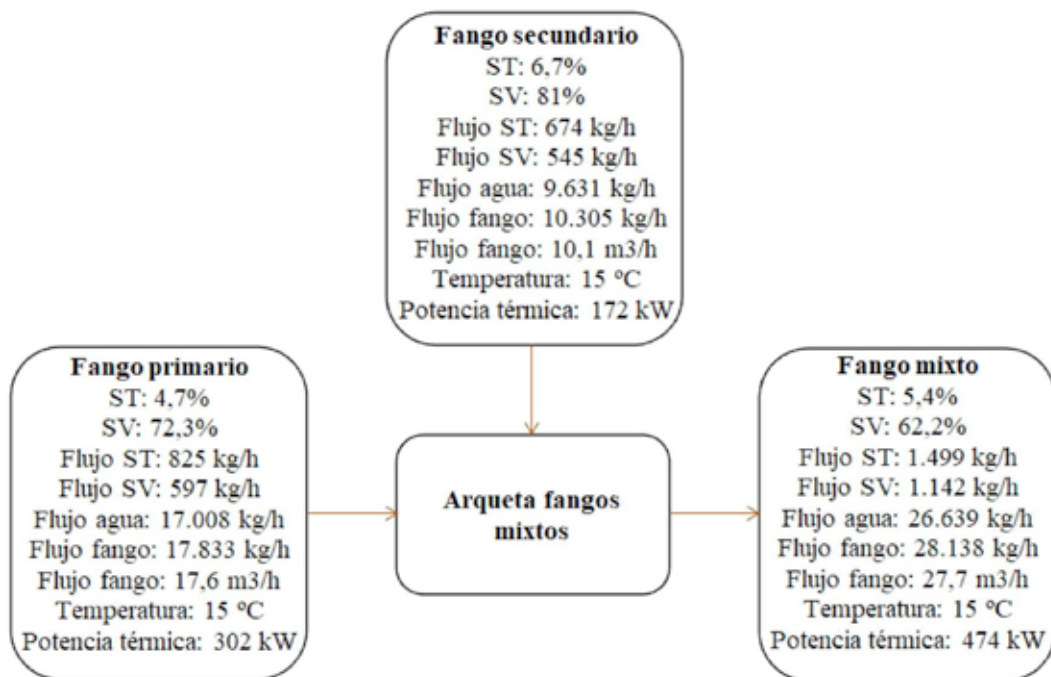 Fango secundario
ST: 6,7%
SV: 81%
Flujo ST: 674 kg/h
Flujo SV: 545 kg/h
Flujo agua: 9.631 kg/h
Flujo fango: 10.305 kg/h
Flujo fango: 10,1 m3/h
Temperatura: 15 ºC
Potencia térmica: 172 kW
Fango primario
ST: 4,7%
SV: 72,3%
Flujo ST: 825 kg/h
Flujo SV: 597 kg/h
Flujo agua: 17.008 kg/h
Flujo fango: 17.833 kg/h
Flujo fango: 17,6 m3/h
Temperatura: 15 ºC
Potencia térmica: 302 kW
Arqueta fangos
mixtos
Fango mixto
ST: 5,4%
SV: 62,2%
Flujo ST: 1.499 kg/h
Flujo SV: 1.142 kg/h
Flujo agua: 26.639 kg/h
Flujo fango: 28.138 kg/h
Flujo fango: 27,7 m3/h
Temperatura: 15 ºC
Potencia térmica: 474 kW